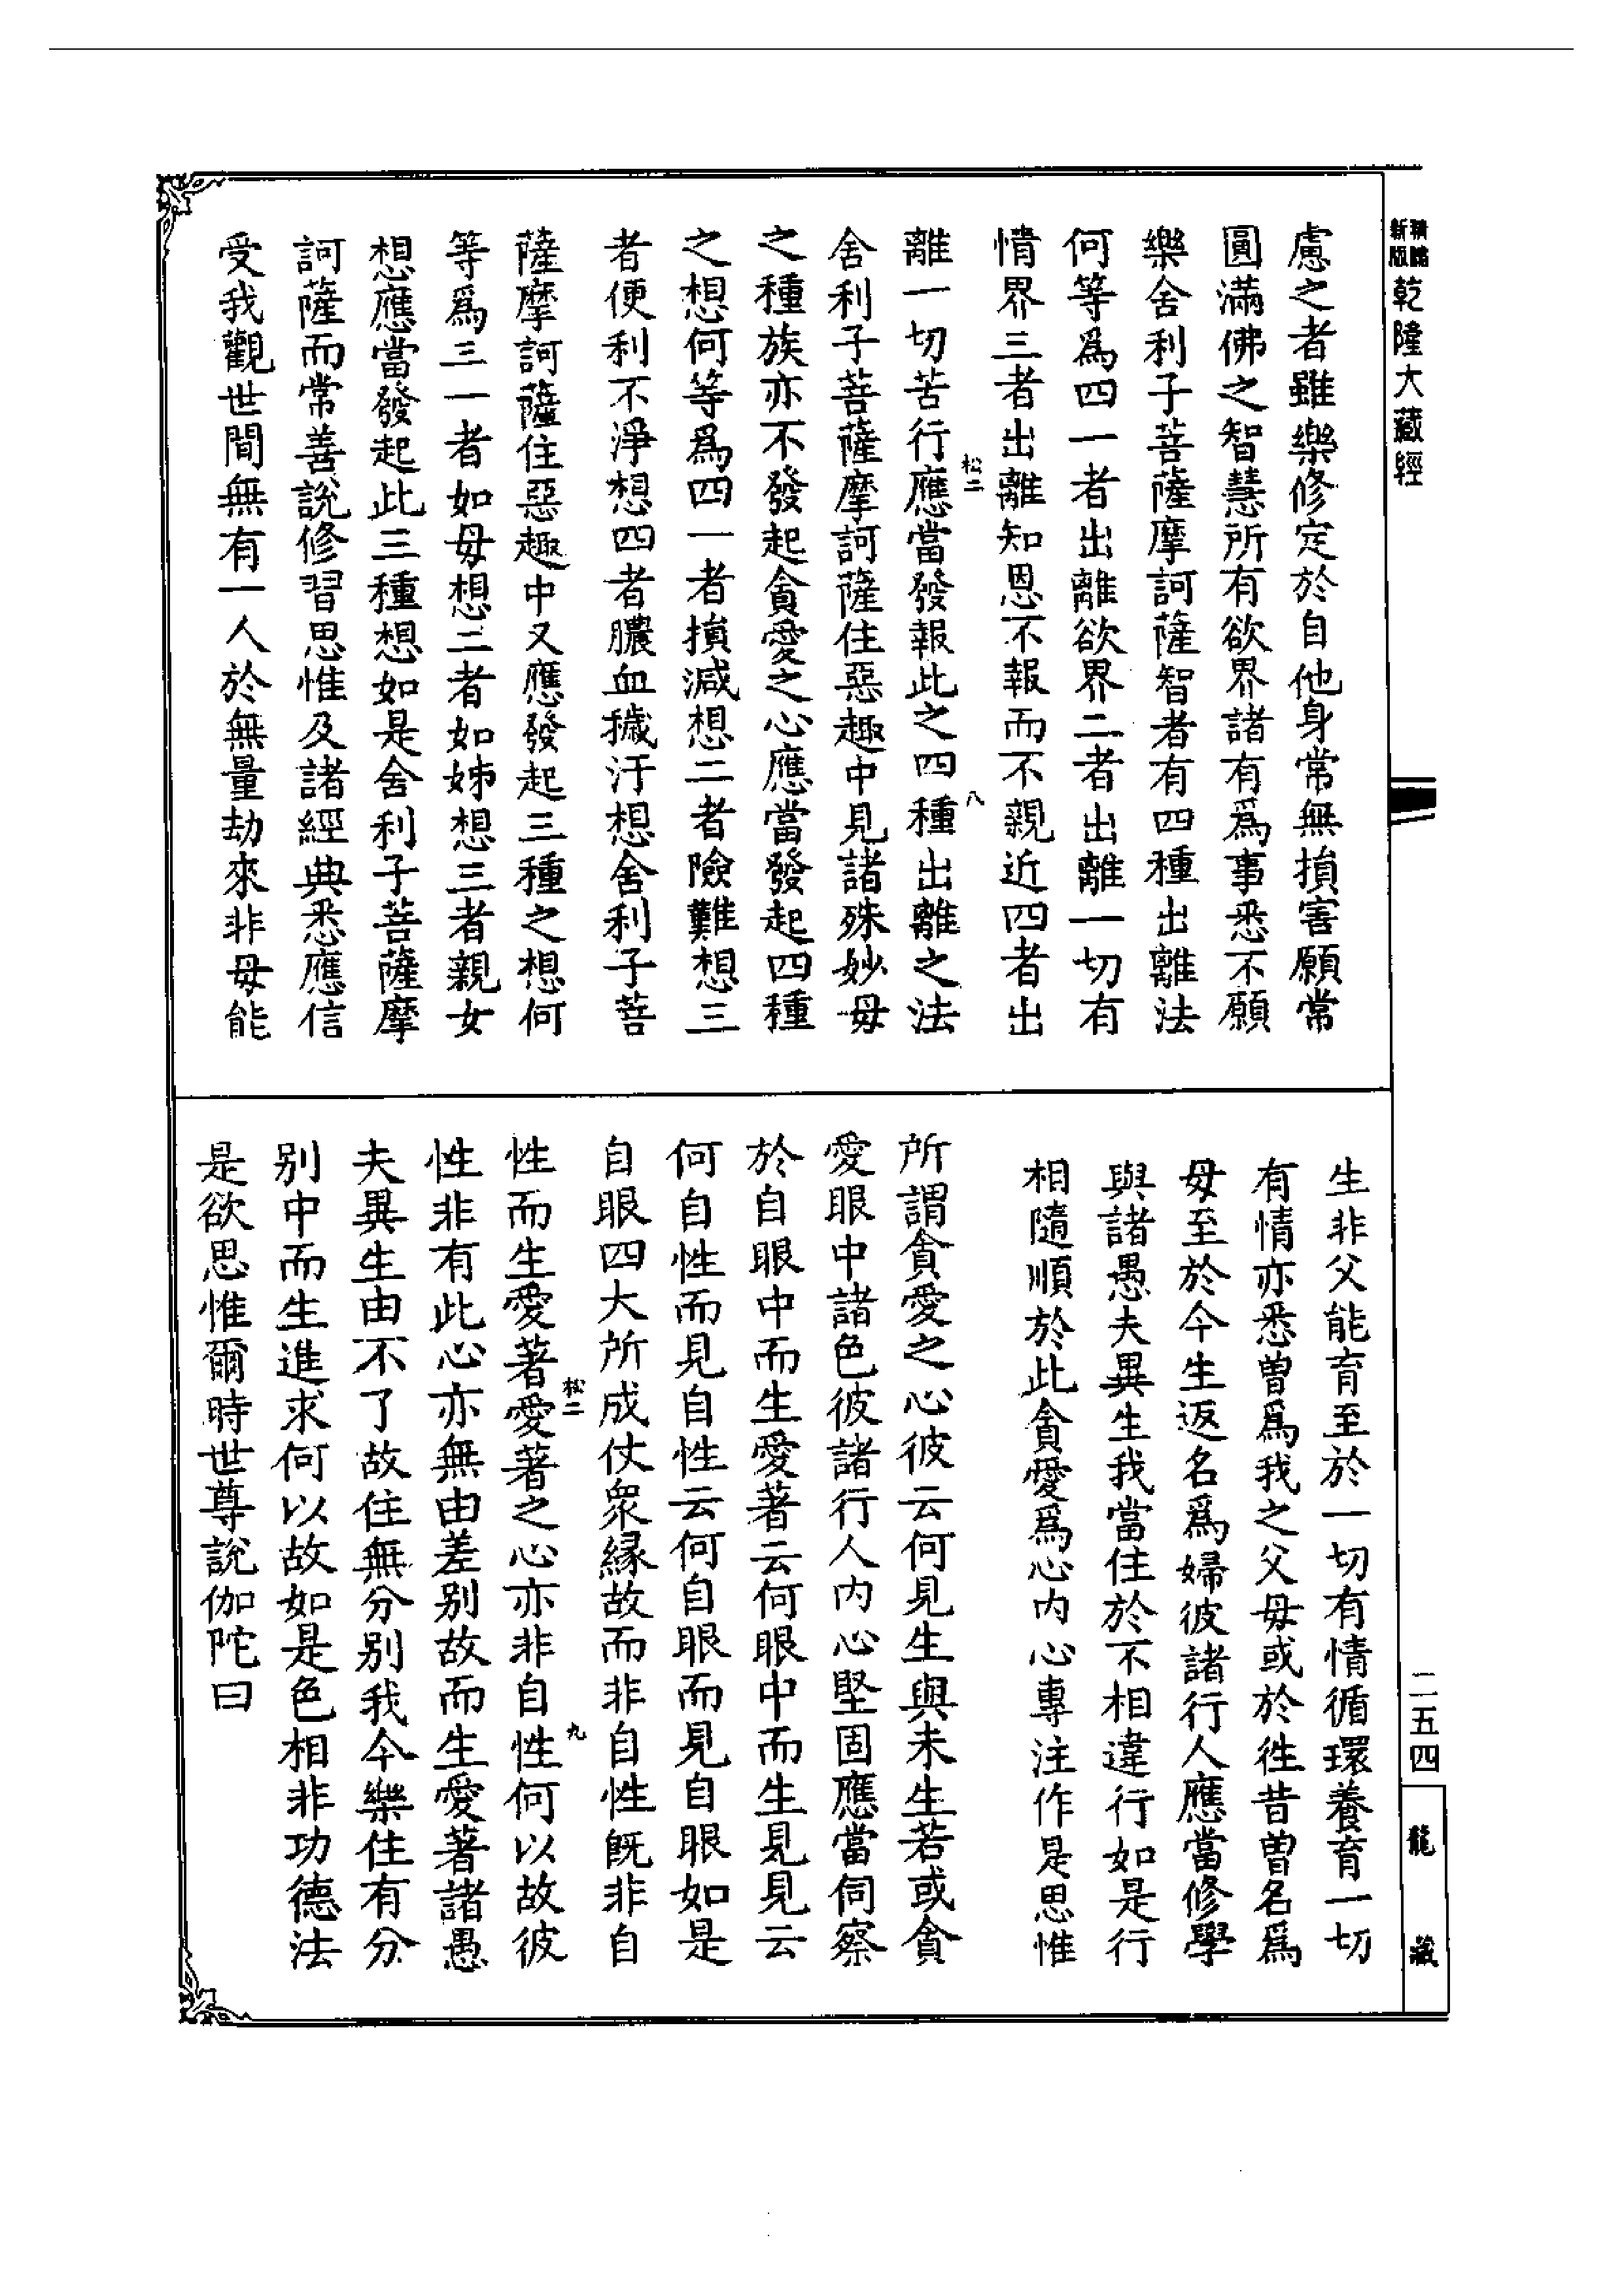 新版精縮乾隆大藏經
慮之者雖樂修定於自他身常無損害願常
圓滿佛之智慧所有欲界諸有爲事悉不願
樂舍利子菩薩摩訶薩智者有四種出離法
何等爲四一者出離欲界二者出離一切有
情界三者出離知恩不報而不親近四者出
離一切苦行應當發報此之四種出離之法
松二
八
舍利子菩薩摩訶薩住惡趣中見諸殊妙母
之種族亦不發起貪愛之心應當發起四種
之想何等爲四一者損減想二者險難想三
者便利不淨想四者膿血穢汙想舍利子菩
薩摩訶薩住惡趣中又應發起三種之想何
等爲三一者如母想二者如姊想三者親女
想應當發起此三種想如是舍利子菩薩摩
訶薩而常善說修習思惟及諸經典悉應信
受我觀世間無有一人於無量劫來非母能
生非父能育至於一切有情循環養育一切
有情亦悉曾爲我之父母或於徃昔曽名爲
母至於今生返名爲婦彼諸行人應當修學
與諸愚夫異生我當住於不相違行如是行
相隨順於此貪愛爲心内心專注作是思惟
所謂貪愛之心彼云何見生與未生若或貪
愛眼中諸色彼諸行人内心堅固應當伺察
於自眼中而生愛著云何眼中而生見見云
何自性而見自性云何自眼而見自眼如是
自眼四大所成仗衆緣故而非自性旣非自
性而生愛著愛著之心亦非自性何以故彼
松二
九
性非有此心亦無由差别故而生愛著諸愚
夫異生由不了故住無分别我今樂住有分
别中而生進求何以故如是色相非功德法
是欲思惟爾時世尊說伽陀曰
二五四
龍藏